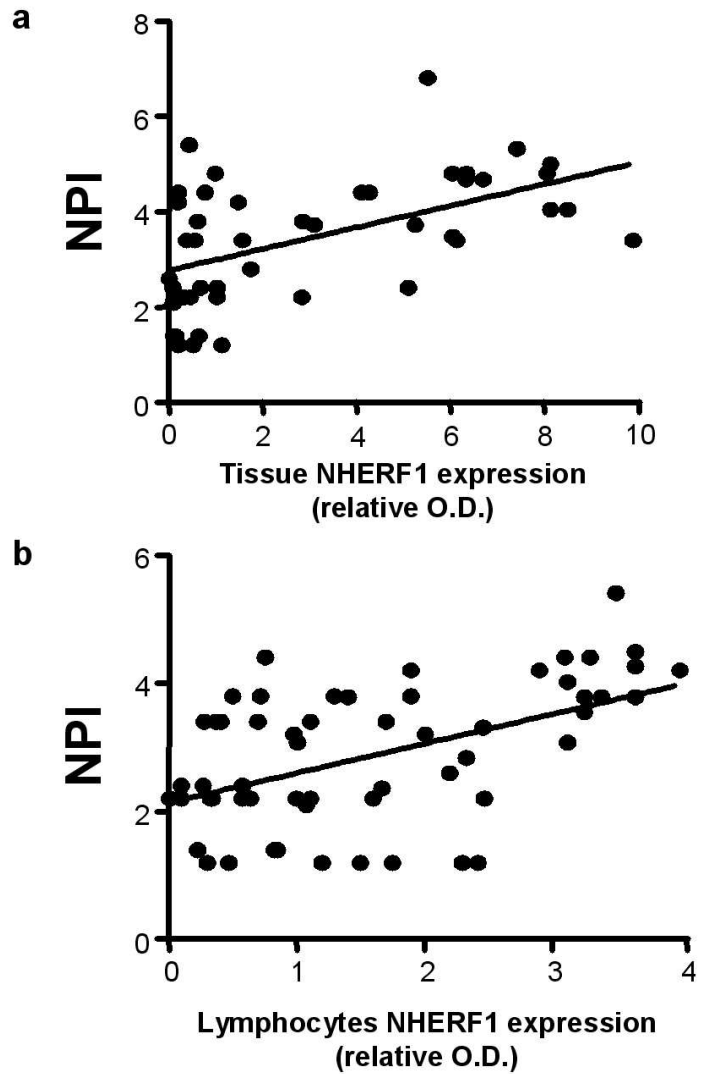 a
8
6
4
2
0
NPI
0 2 4 6 8 10
Tissue NHERF1 expression
(relative O.D.)
b
6
4
2
0
NPI
0 1 2 3 4
Lymphocytes NHERF1 expression
(relative O.D.)